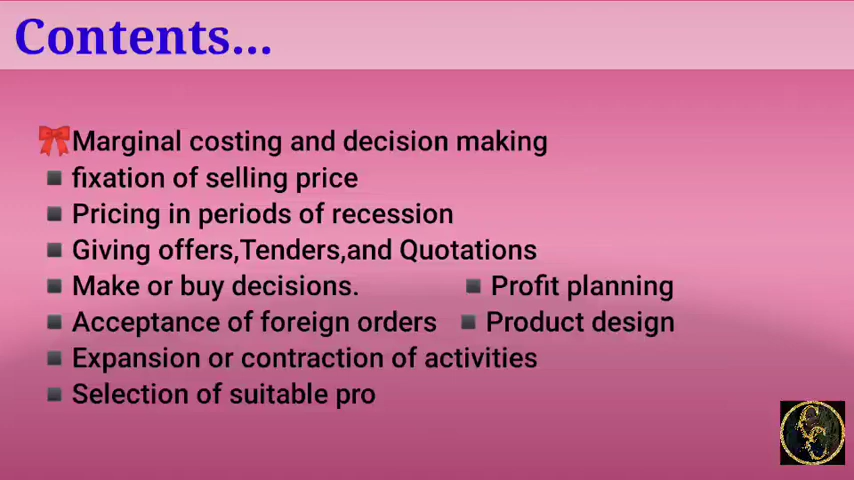 Contents...
Marginal costing and decision making
fixation of selling price
Pricing in periods of recession
Giving offers,Tenders,and Quotations
Make or buy decisions. Profit planning
Acceptance of foreign orders Product design
Expansion or contraction of activities
Selection of suitable pro